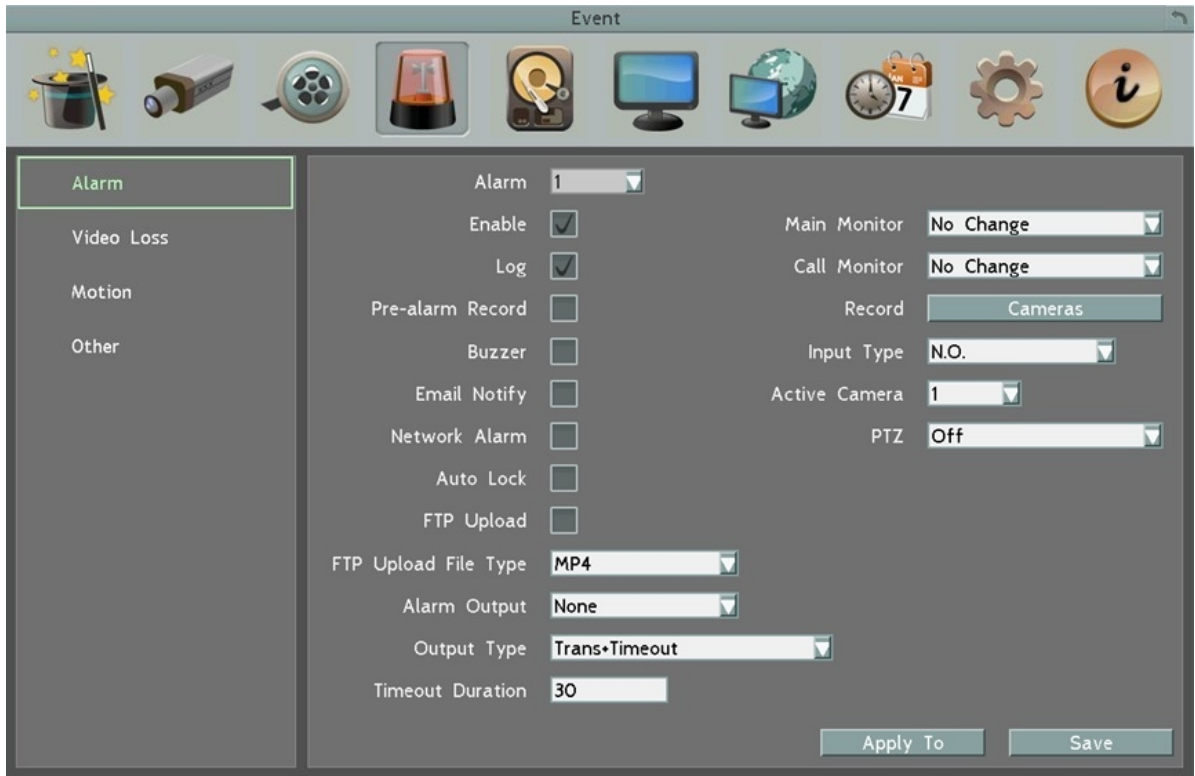 Event
JAN
7
i
Alarm
Video Loss
Motion
Other
Alarm 1
Enable
Log
Pre-alarm Record
Buzzer
Email Notify
Network Alarm
Auto Lock
FTP Upload
FTP Upload File Type MP4
Alarm Output None
Output Type Trans+Timeout
Timeout Duration 30
Main Monitor No Change
Call Monitor No Change
Record Cameras
Input Type N.O.
Active Camera 1
PTZ Off
Apply To Save